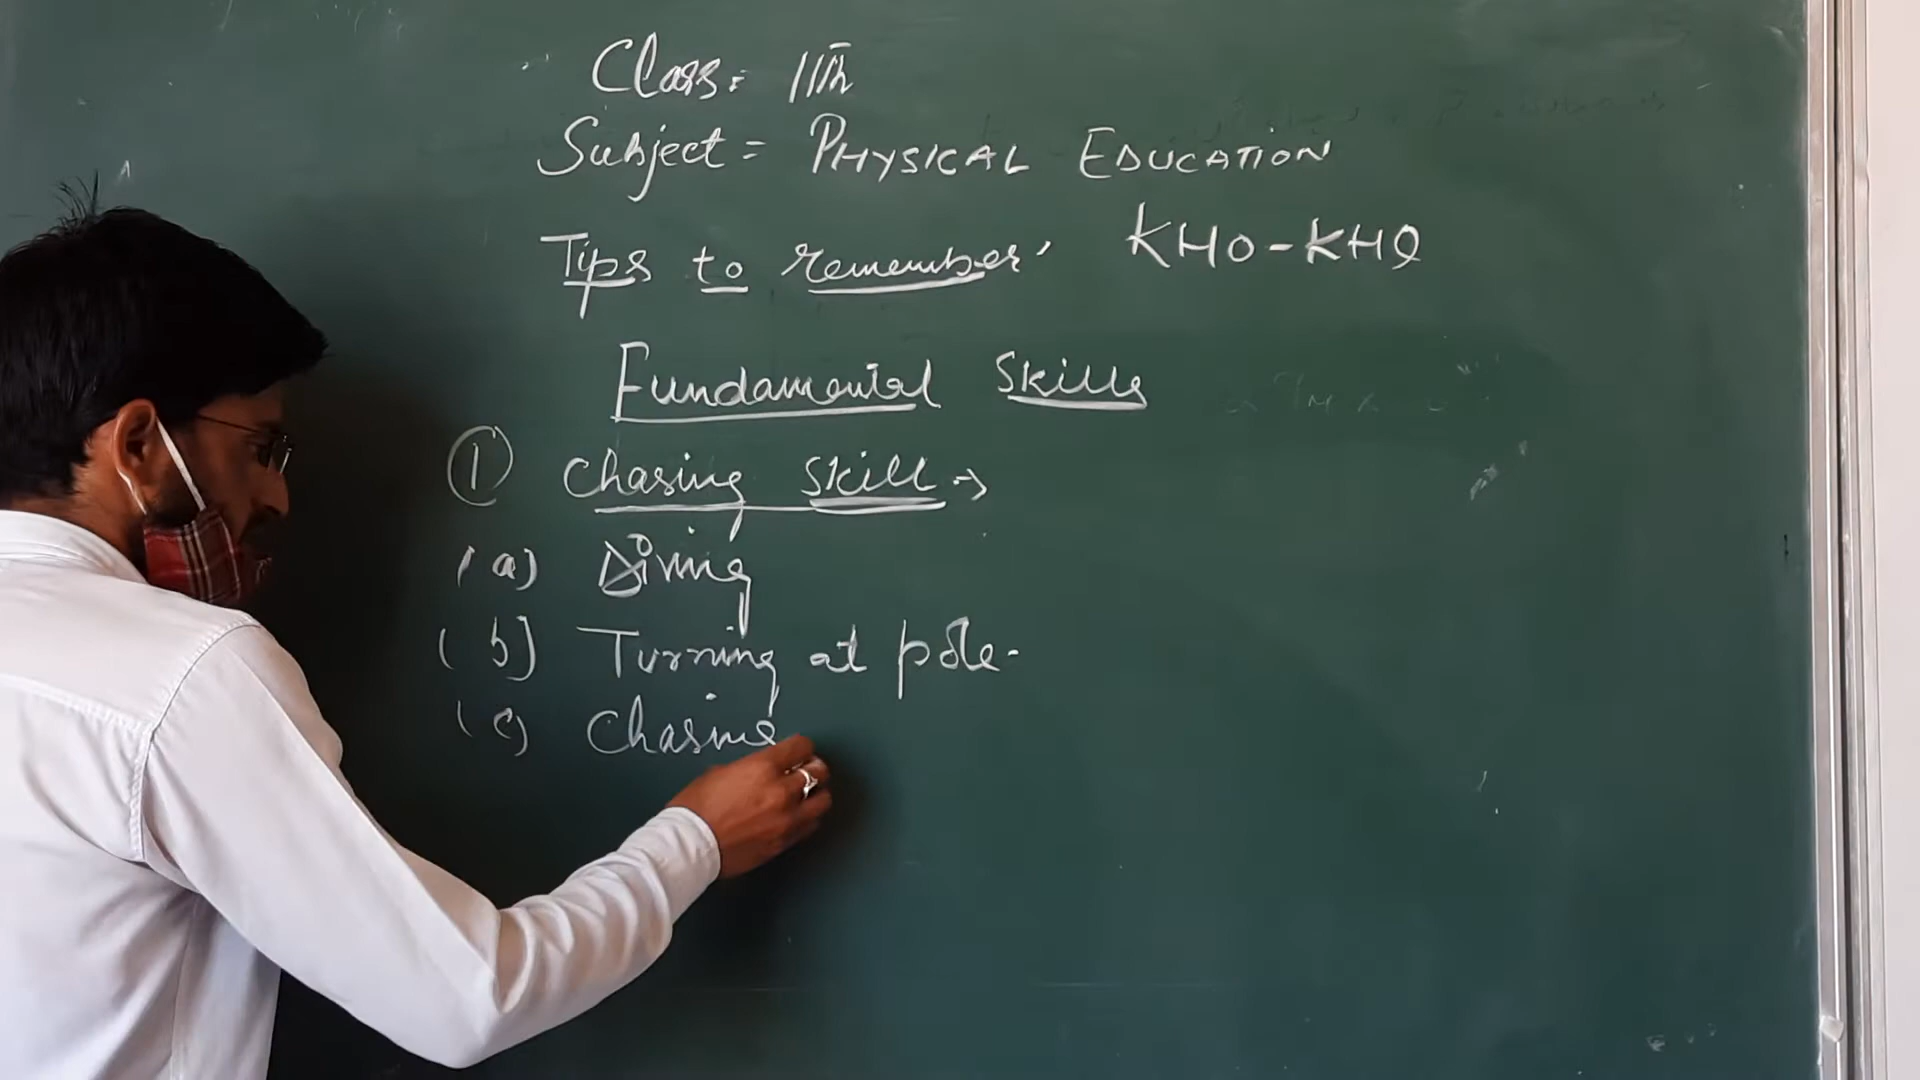 Class: 11th
Subject = PHYSICAL EDUCATION
Tips to remember' KHO-KHO
Fundamental Skills
① Chasing skill →
(a) Diving
(b) Turning at pole.
(c) Chasing